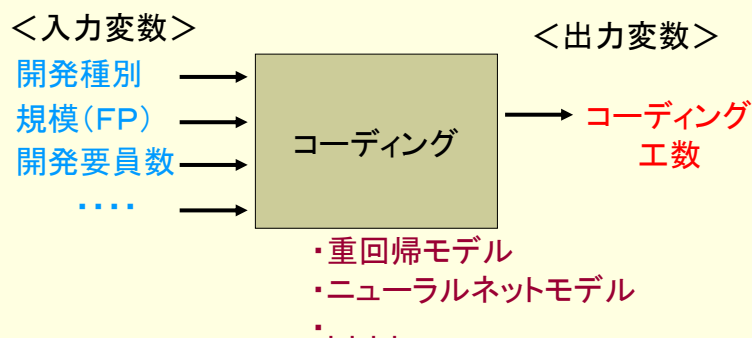 ＜入力変数＞
＜出力変数＞
開発種別
規模(FP)
開発要員数
・・・・
コーディング
コーディング
工数
・重回帰モデル
・ニューラルネットモデル
・